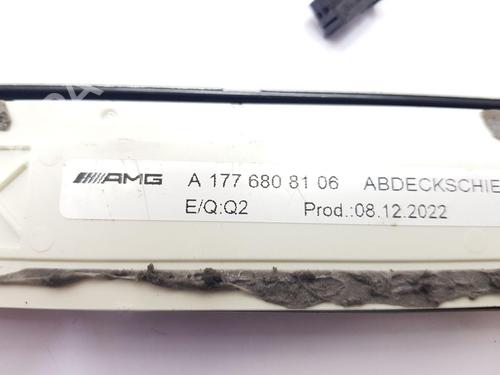 AMG A 177 680 81 06 ABDECKSCHIE
E/Q:Q2 Prod.:08.12.2022